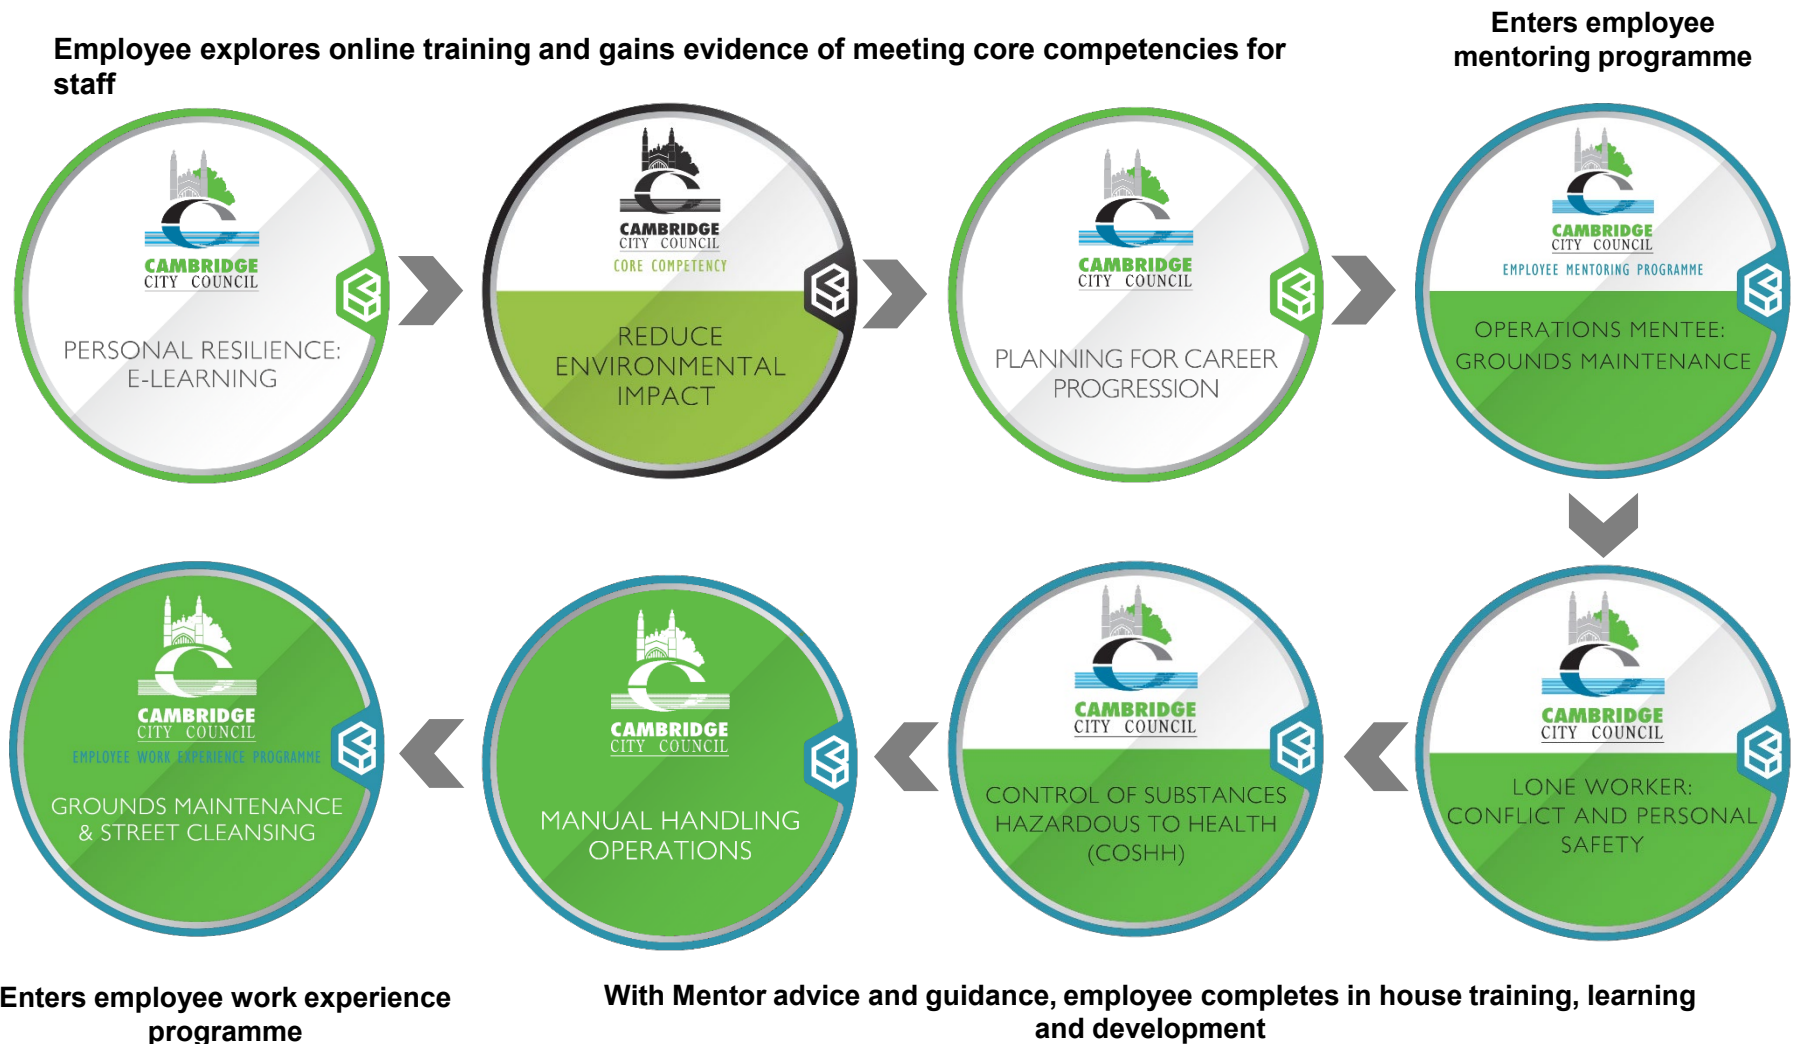 Employee explores online training and gains evidence of meeting core competencies for
staff
Enters employee
mentoring programme
CAMBRIDGE
CITY COUNCIL
PERSONAL RESILIENCE:
E-LEARNING
CAMBRIDGE
CITY COUNCIL
CORE COMPETENCY
REDUCE
ENVIRONMENTAL
IMPACT
CAMBRIDGE
CITY COUNCIL
PLANNING FOR CAREER
PROGRESSION
CAMBRIDGE
CITY COUNCIL
EMPLOYEE MENTORING PROGRAMME
OPERATIONS MENTEE:
GROUNDS MAINTENANCE
CAMBRIDGE
CITY COUNCIL
LONE WORKER:
CONFLICT AND PERSONAL
SAFETY
CAMBRIDGE
CITY COUNCIL
CONTROL OF SUBSTANCES
HAZARDOUS TO HEALTH
(COSHH)
CAMBRIDGE
CITY COUNCIL
MANUAL HANDLING
OPERATIONS
CAMBRIDGE
CITY COUNCIL
EMPLOYEE WORK EXPERIENCE PROGRAMME
GROUNDS MAINTENANCE
& STREET CLEANSING
With Mentor advice and guidance, employee completes in house training, learning
and development
Enters employee work experience
programme